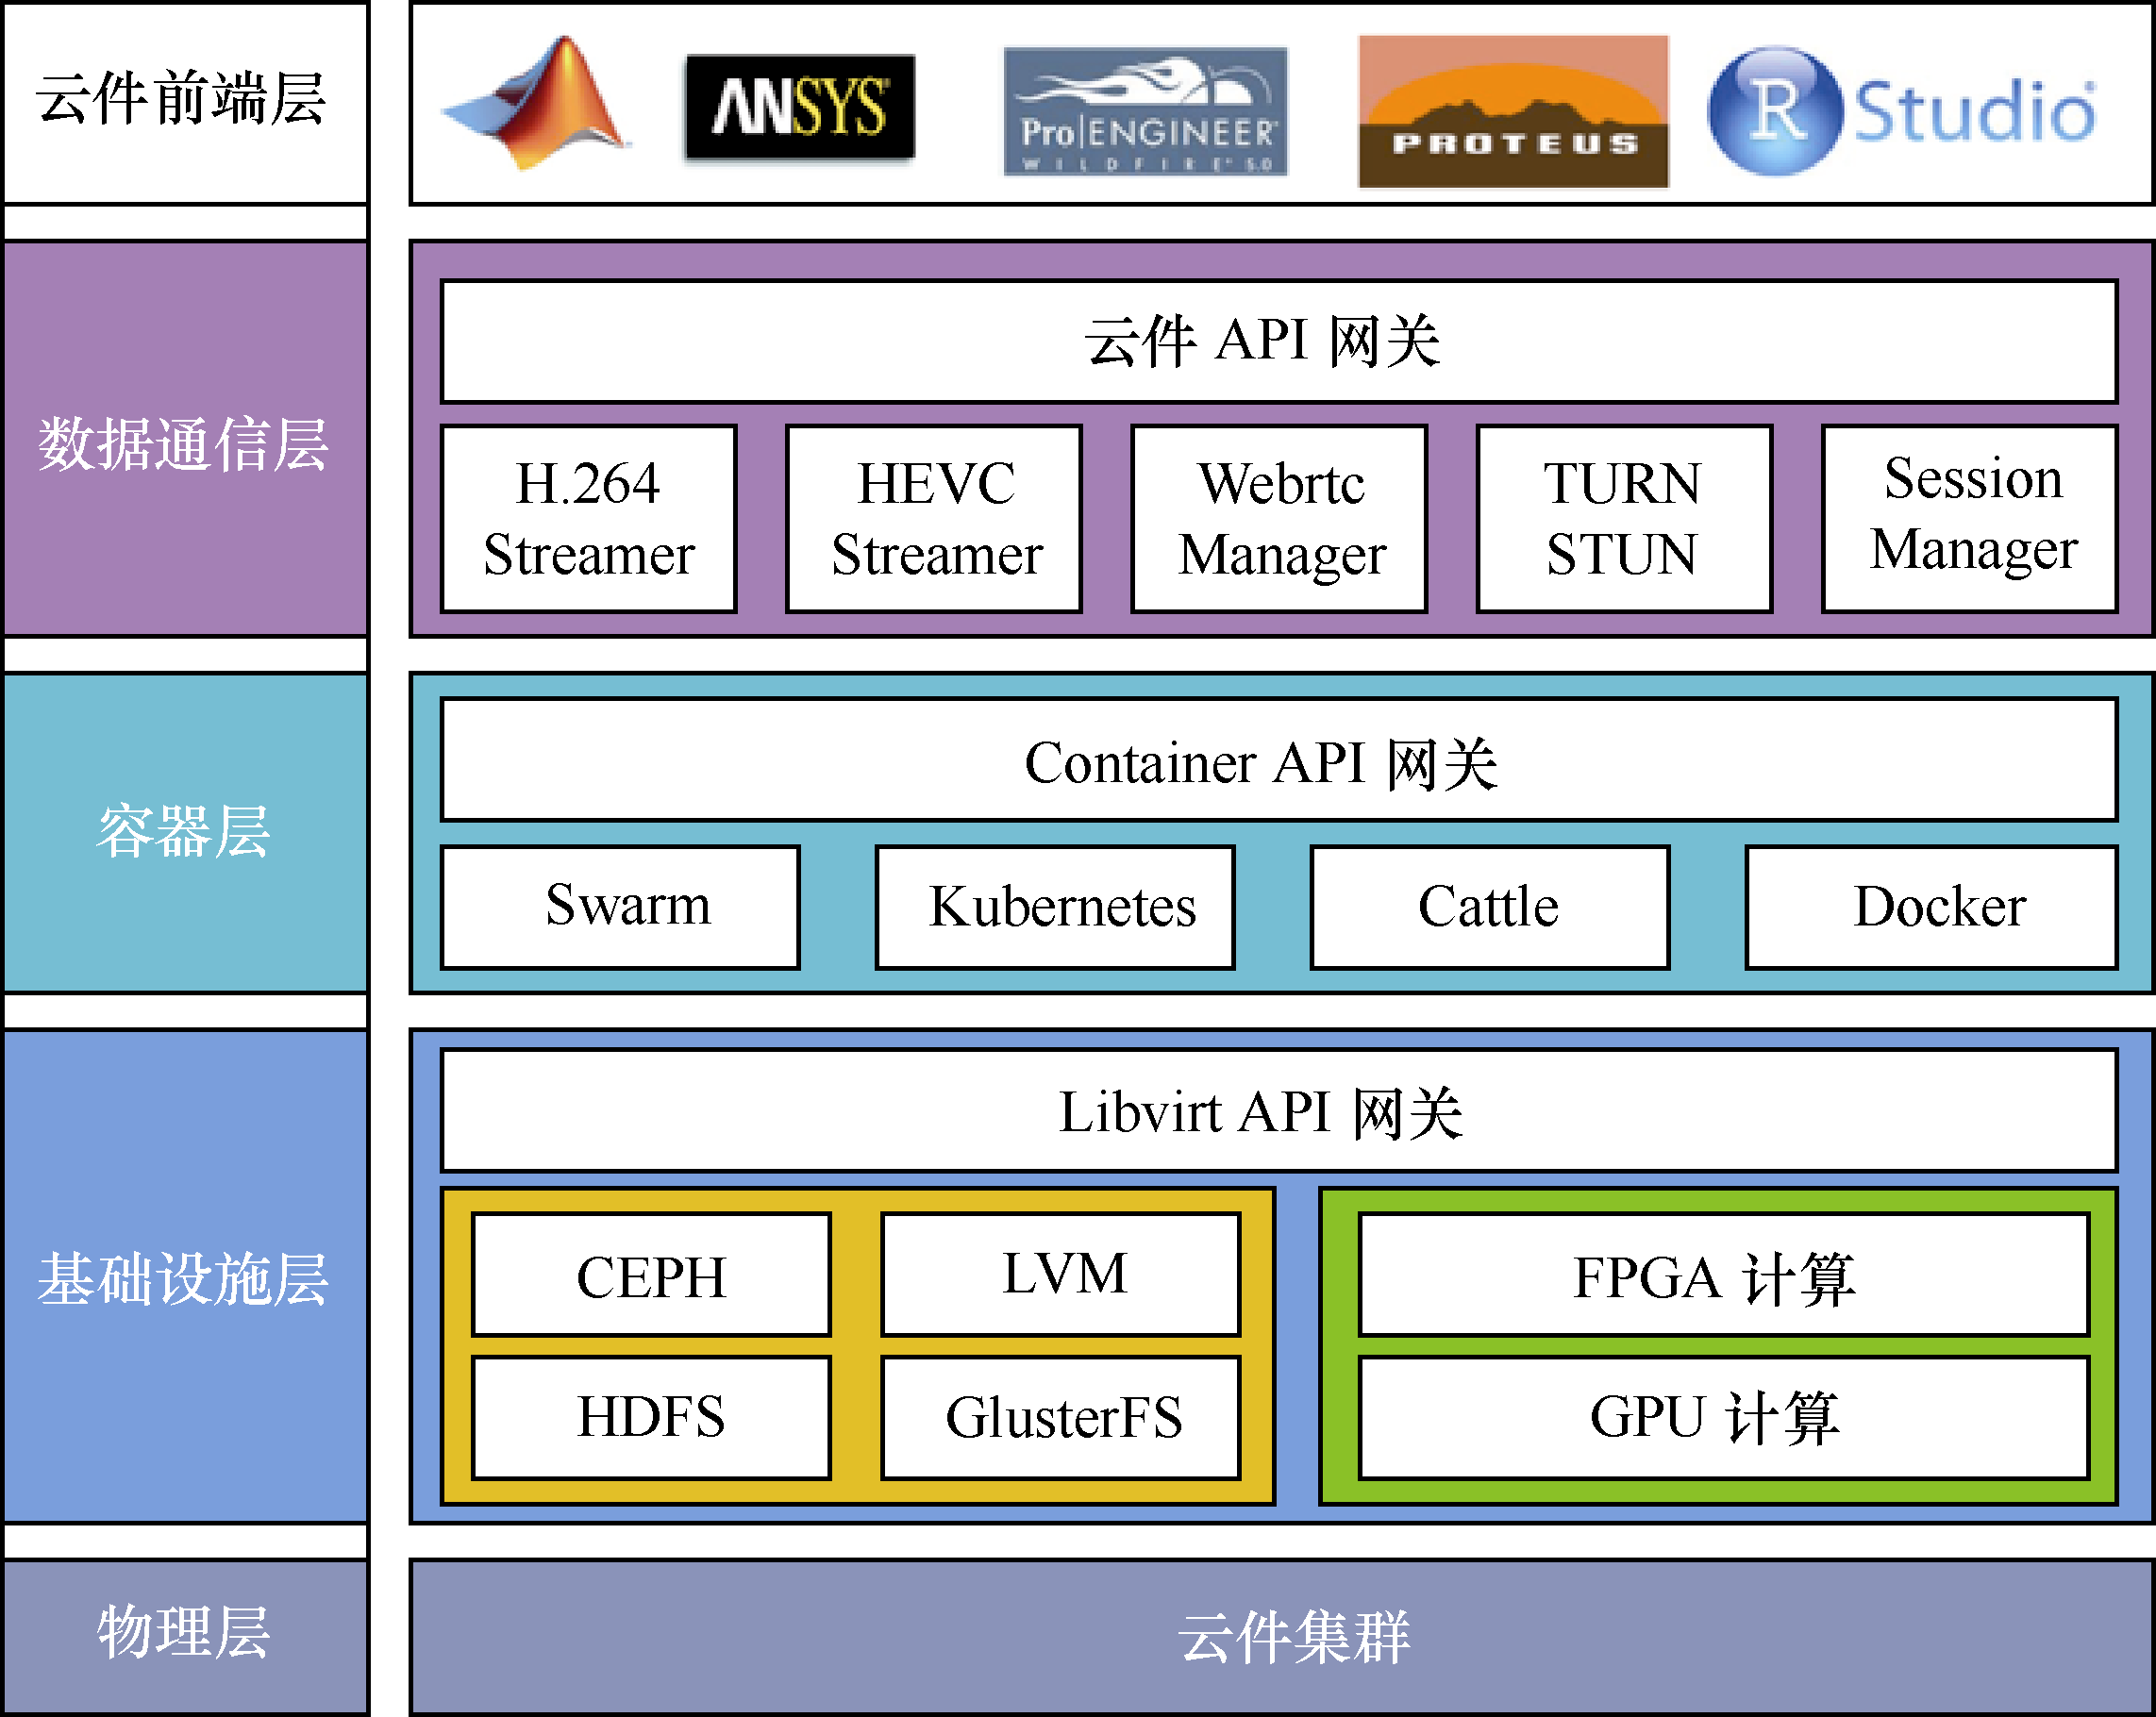 云件前端层
ANSYS
Pro|ENGINEER
WILDFIRE 5.0
PROTEUS
R Studio
数据通信层
云件 API 网关
H.264
Streamer
HEVC
Streamer
Webrtc
Manager
TURN
STUN
Session
Manager
容器层
Container API 网关
Swarm
Kubernetes
Cattle
Docker
基础设施层
Libvirt API 网关
CEPH
LVM
HDFS
GlusterFS
FPGA 计算
GPU 计算
物理层
云件集群